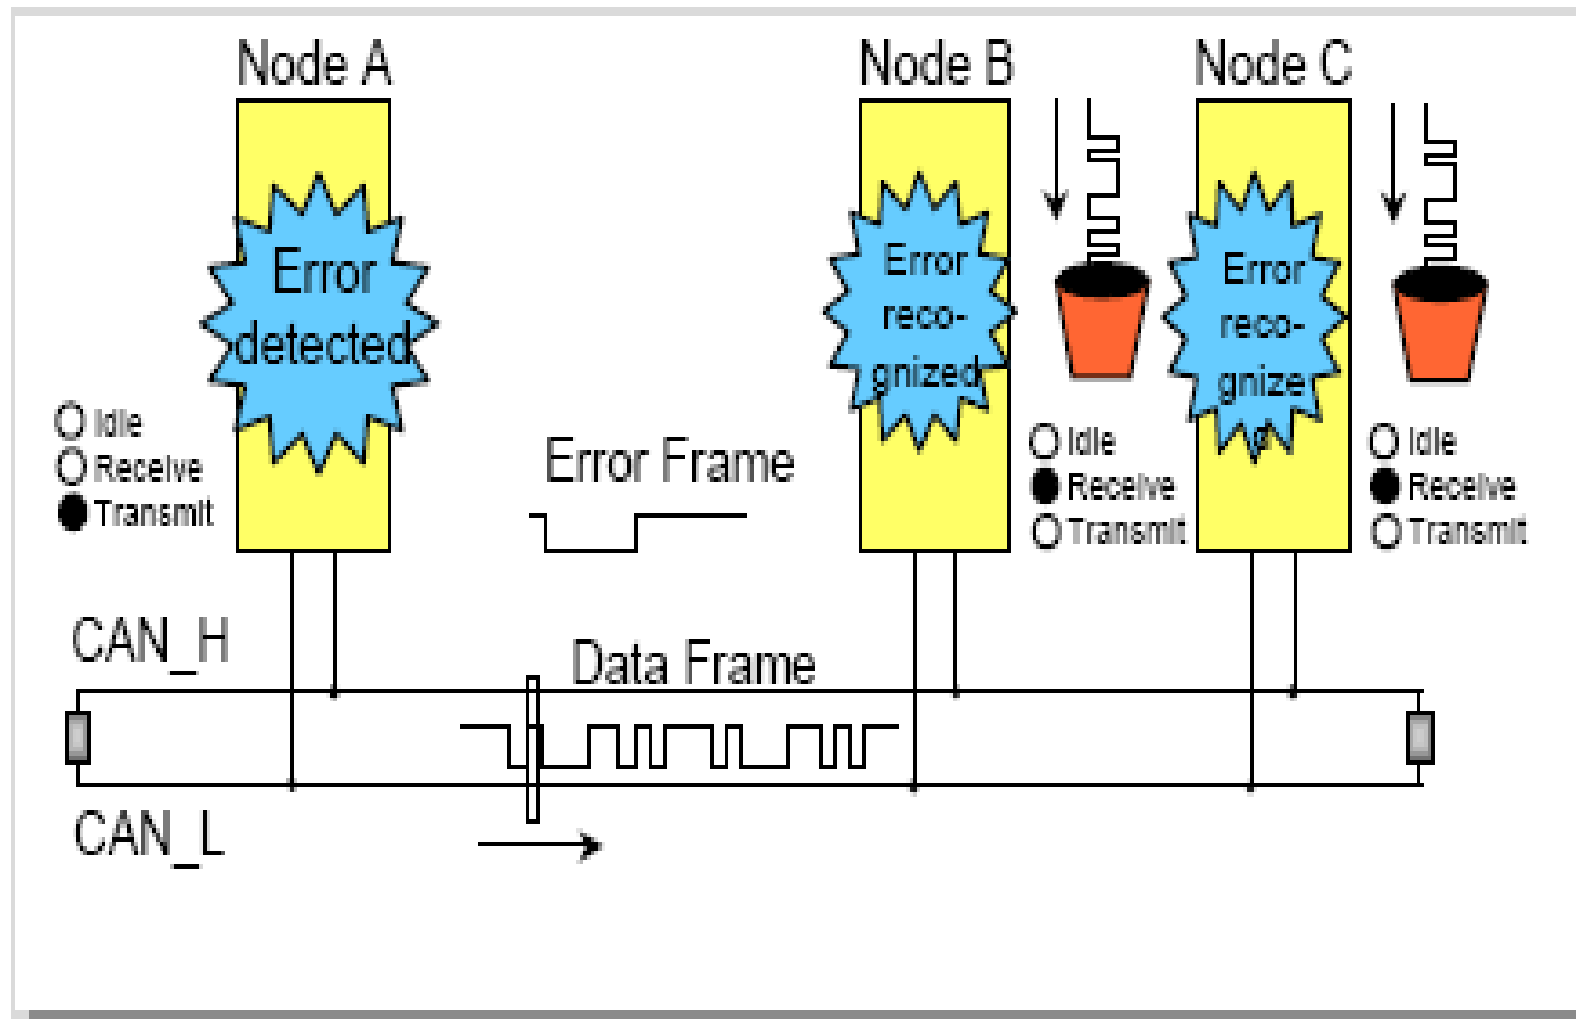 Node A
Node B
Node C
Error
detected
Error
reco-
gnized
Error
reco-
gnize
d
Idle
Receive
Transmit
Error Frame
Idle
Receive
Transmit
Idle
Receive
Transmit
CAN_H
Data Frame
CAN_L